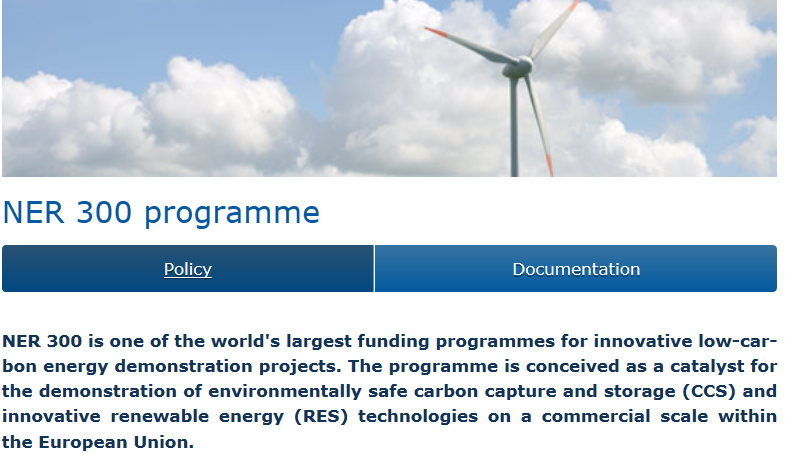 NER 300 programme
Policy
Documentation
NER 300 is one of the world's largest funding programmes for innovative low-car-
bon energy demonstration projects. The programme is conceived as a catalyst for
the demonstration of environmentally safe carbon capture and storage (CCS) and
innovative renewable energy (RES) technologies on a commercial scale within
the European Union.